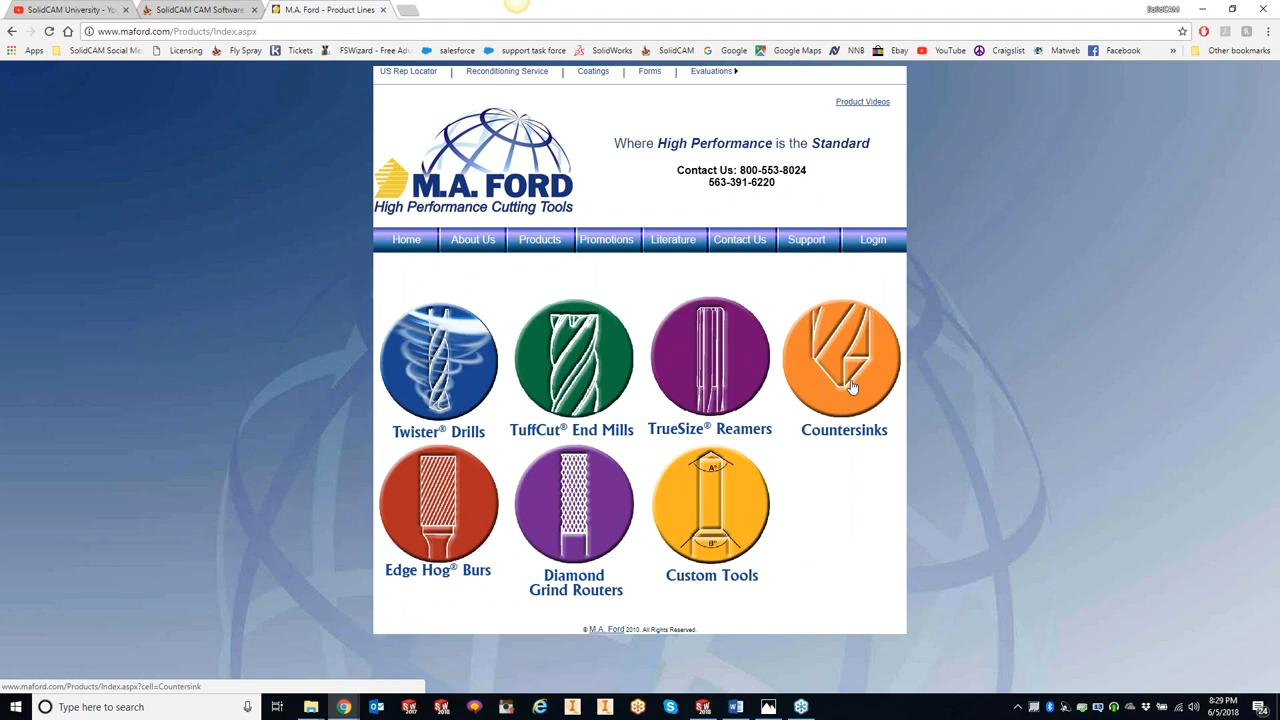 SolidCAM University - Yo
SolidCAM CAM Software
M.A. Ford - Product Lines
SolidCAM
www.maford.com/Products/Index.aspx
Apps
SolidCAM Social Me
Licensing
Fly Spray
Tickets
FSWizard - Free Adv
salesforce
support task force
SolidWorks
SolidCAM
Google
Google Maps
NNB
Ebay
YouTube
Craigslist
Matweb
Facebook
»
Other bookmarks
US Rep Locator | Reconditioning Service | Coatings | Forms | Evaluations
Product Videos
M.A. FORD
High Performance Cutting Tools
Where High Performance is the Standard
Contact Us: 800-553-8024
563-391-6220
Home About Us Products Promotions Literature Contact Us Support Login
Twister® Drills
TuffCut® End Mills
TrueSize® Reamers
Countersinks
A°
B°
Edge Hog® Burs
Diamond
Grind Routers
Custom Tools
© M.A. Ford 2010. All Rights Reserved.
www.maford.com/Products/Index.aspx?cell=Countersink
Type here to search
8:29 PM
6/5/2018